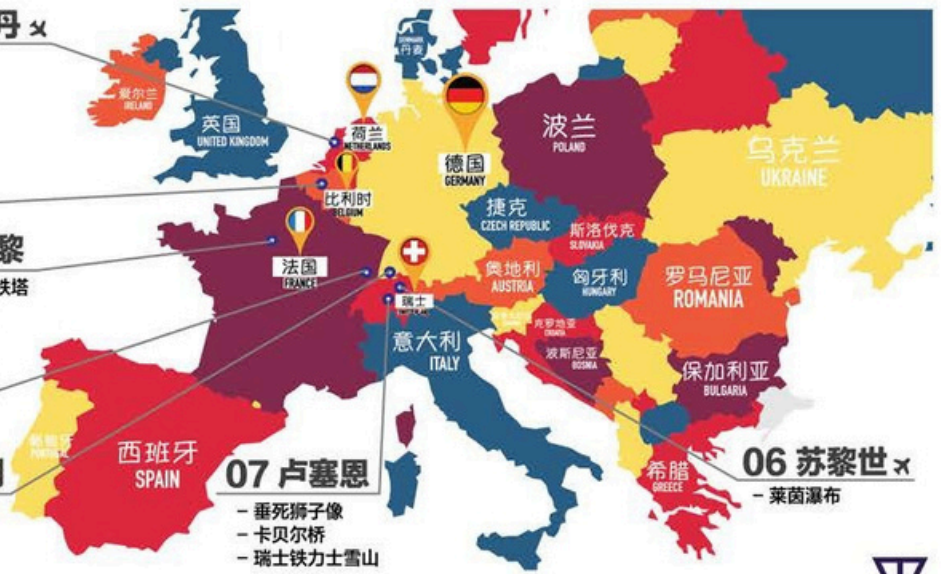 丹
DENMARK
丹麦
爱尔兰
IRELAND
英国
UNITED KINGDOM
荷兰
NETHERLANDS
德国
GERMANY
波兰
POLAND
乌克兰
UKRAINE
比利时
BELGIUM
捷克
CZECH REPUBLIC
斯洛伐克
SLOVAKIA
黎
铁塔
法国
FRANCE
奥地利
AUSTRIA
匈牙利
HUNGARY
罗马尼亚
ROMANIA
瑞士
克罗地亚
CROATIA
意大利
ITALY
波斯尼亚
BOSNIA
保加利亚
BULGARIA
葡萄牙
PORTUGAL
西班牙
SPAIN
希腊
GREECE
07 卢塞恩
- 垂死狮子像
- 卡贝尔桥
- 瑞士铁力士雪山
06 苏黎世
- 莱茵瀑布